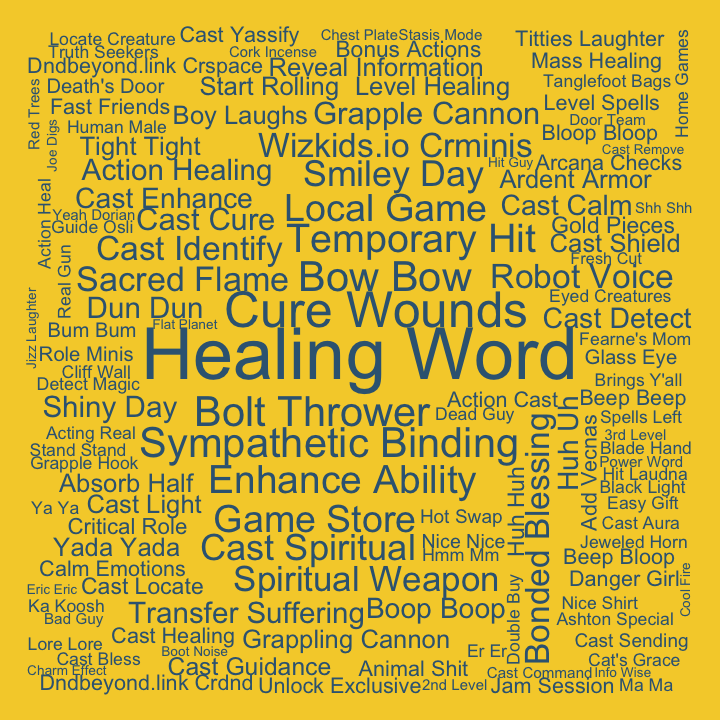 Locate Creature
Cast Yassify
Chest Plate
Stasis Mode
Titties Laughter
Truth Seekers
Cork Incense
Bonus Actions
Mass Healing
Home Games
Dndbeyond.link Crspace
Reveal Information
Tanglefoot Bags
Death's Door
Start Rolling
Level Healing
Level Spells
Red Trees
Fast Friends
Boy Laughs
Grapple Cannon
Door Team
Human Male
Bloop Bloop
Joe Digs
Tight Tight
Wizkids.io Crminis
Cast Remove
Action Healing
Smiley Day
Hit Guy
Arcana Checks
Ardent Armor
Action Heal
Cast Enhance
Local Game
Cast Calm
Shh Shh
Yeah Dorian
Cast Cure
Gold Pieces
Guide Osli
Temporary Hit
Cast Shield
Cast Identify
Fresh Cut
Real Gun
Sacred Flame
Bow Bow
Robot Voice
Eyed Creatures
Dun Dun
Cure Wounds
Cast Detect
Jizz Laughter
Bum Bum
Flat Planet
Fearne's Mom
Role Minis
Healing Word
Glass Eye
Cliff Wall
Detect Magic
Brings Y'all
Shiny Day
Bolt Thrower
Action Cast
Beep Beep
Dead Guy
Huh Uh
Spells Left
Acting Real
Sympathetic Binding
3rd Level
Stand Stand
Blade Hand
Grapple Hook
Power Word
Add Vecnas
Hit Laudna
Absorb Half
Enhance Ability
Black Light
Ya Ya
Cast Light
Easy Gift
Critical Role
Game Store
Hot Swap
Huh Huh
Bonded Blessing
Cast Aura
Yada Yada
Cast Spiritual
Nice Nice
Jeweled Horn
Hmm Mm
Beep Bloop
Calm Emotions
Spiritual Weapon
Danger Girl
Cool Fire
Eric Eric
Cast Locate
Double Buy
Ka Koosh
Transfer Suffering
Boop Boop
Nice Shirt
Bad Guy
Ashton Special
Cast Healing
Grappling Cannon
Cast Sending
Lore Lore
Boot Noise
Er Er
Cast Bless
Cast Guidance
Animal Shit
Cat's Grace
Charm Effect
Cast Command
Info Wise
Dndbeyond.link Crdnd
Unlock Exclusive
2nd Level
Jam Session
Ma Ma